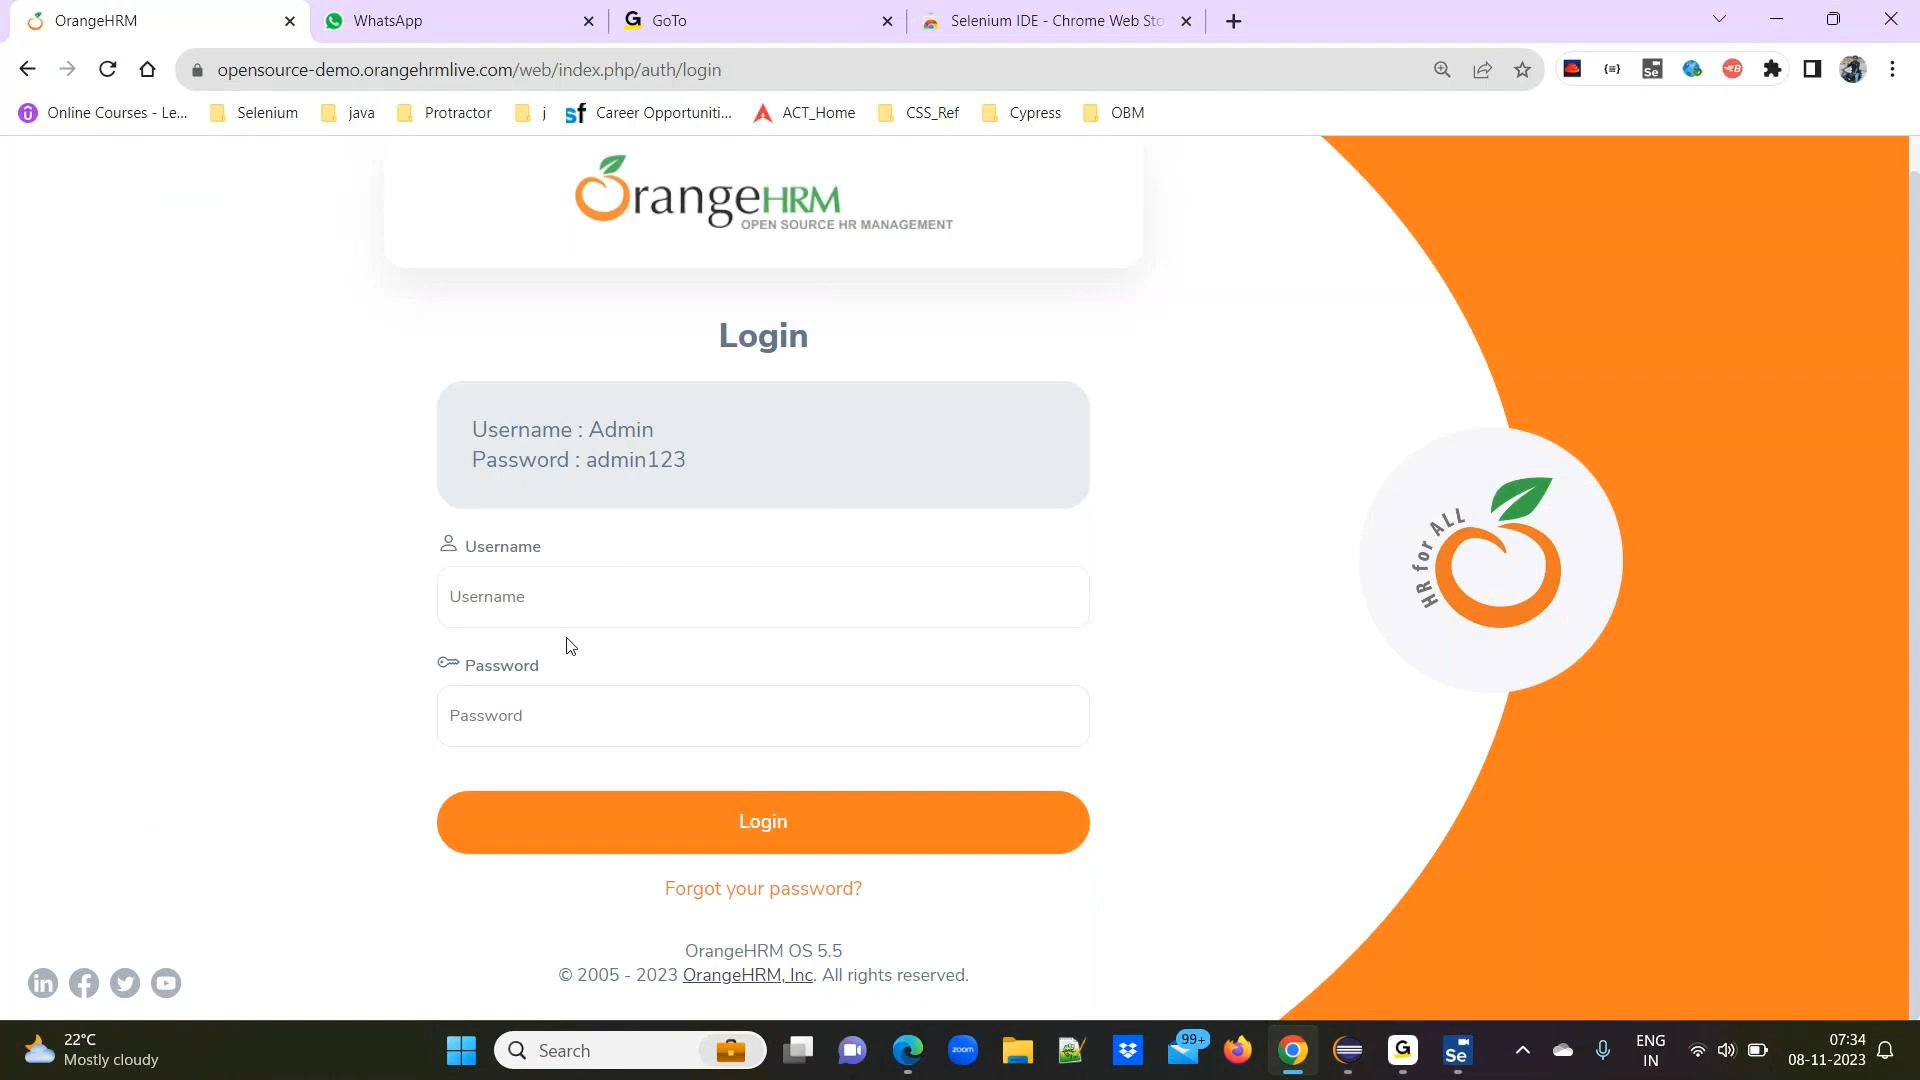 OrangeHRM
WhatsApp
GoTo
Selenium IDE - Chrome Web Sto
opensource-demo.orangehrmlive.com/web/index.php/auth/login
Online Courses - Le...
Selenium
java
Protractor
j
Career Opportuniti...
ACT_Home
CSS_Ref
Cypress
OBM
OrangeHRM
OPEN SOURCE HR MANAGEMENT
Login
Username : Admin
Password : admin123
Username
Username
Password
Password
Login
Forgot your password?
OrangeHRM OS 5.5
© 2005 - 2023 OrangeHRM, Inc. All rights reserved.
HR for ALL
22°C
Mostly cloudy
Search
zoom
99+
Se
ENG
IN
07:34
08-11-2023